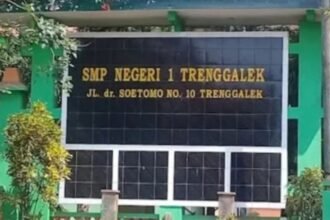 SMP NEGERI 1 TRENGGALEK
JL. dr. SOETOMO NO. 10 TRENGGALEK